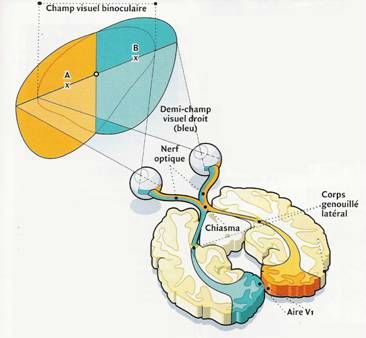 Champ visuel binoculaire
B
x
A
x
Demi-champ
visuel droit
(bleu)
Nerf
optique
Corps
genouillé
latéral
Chiasma
Aire V1